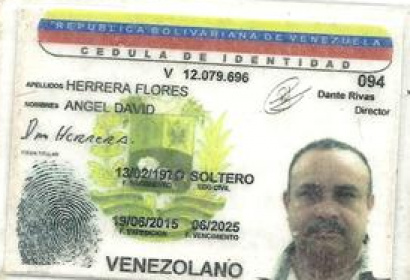 REPUBLICA BOLIVARIANA DE VENEZUELA
CEDULA DE IDENTIDAD
V 12.079.696
094
APELLIDOS HERRERA FLORES
Dante Rivas
NOMBRES ANGEL DAVID
Director
Dm Herrera.
FIRMA TITULAR
13/02/1970 SOLTERO
F. NACIMIENTO EDO CIVIL
19/06/2015 06/2025
F. EXPEDICION F. VENCIMIENTO
VENEZOLANO